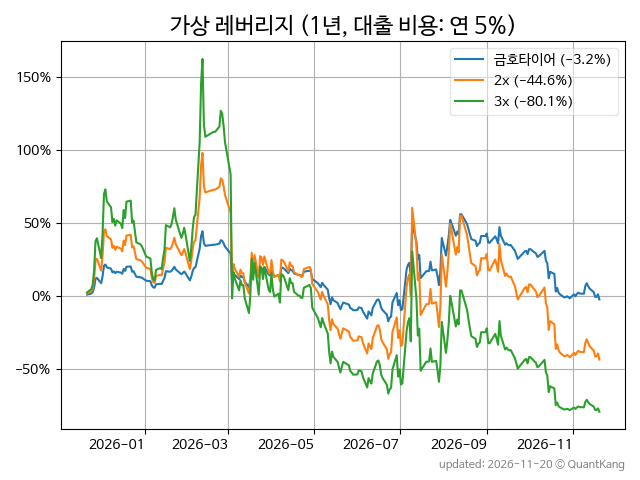 가상 레버리지 (1년, 대출 비용: 연 5%)
금호타이어 (−3.2%)
2x (−44.6%)
3x (−80.1%)
150%
100%
50%
0%
−50%
2026-01
2026-03
2026-05
2026-07
2026-09
2026-11
updated: 2026-11-20 © QuantKang